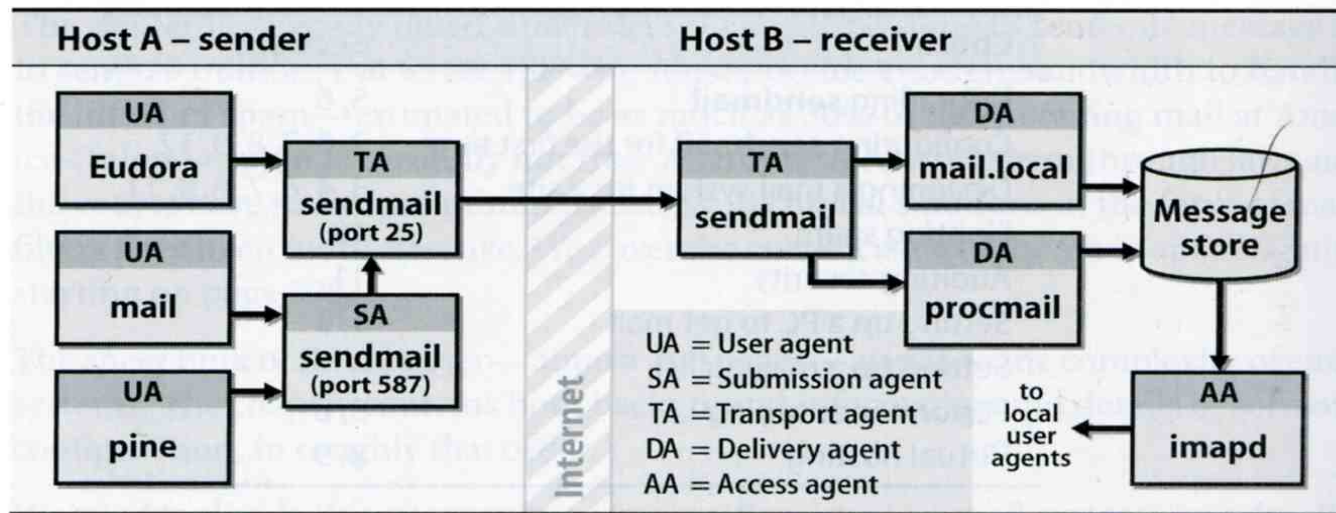 Host A – sender
Host B – receiver
UA
Eudora
UA
mail
UA
pine
TA
sendmail
(port 25)
SA
sendmail
(port 587)
Internet
TA
sendmail
DA
mail.local
DA
procmail
Message
store
UA = User agent
SA = Submission agent
TA = Transport agent
DA = Delivery agent
AA = Access agent
to
local
user
agents
AA
imapd